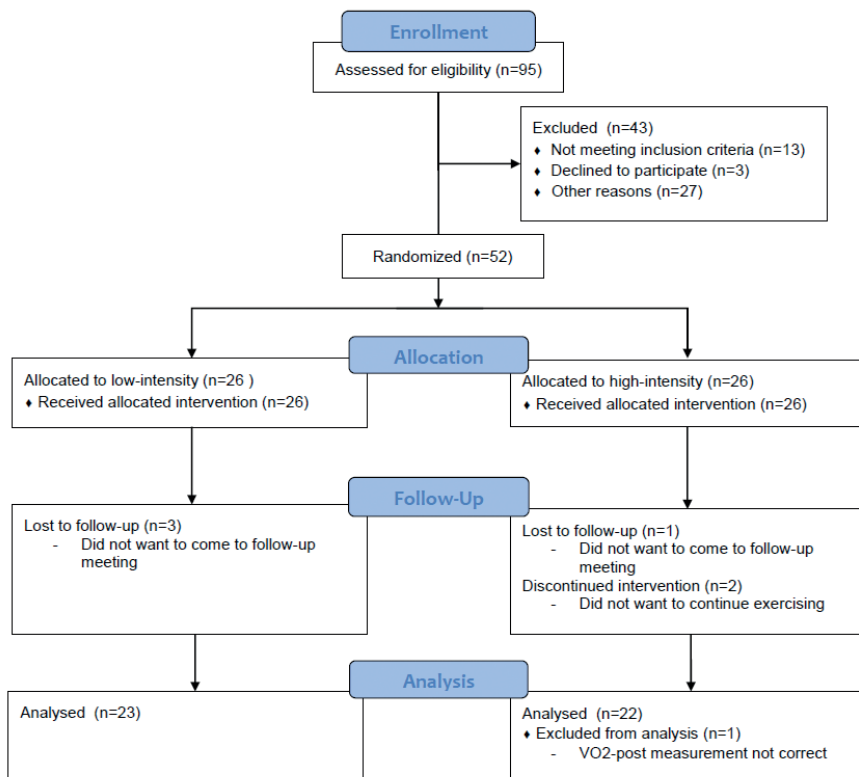 Enrollment
Assessed for eligibility (n=95)
Excluded (n=43)
♦ Not meeting inclusion criteria (n=13)
♦ Declined to participate (n=3)
♦ Other reasons (n=27)
Randomized (n=52)
Allocation
Allocated to low-intensity (n=26 )
♦ Received allocated intervention (n=26)
Allocated to high-intensity (n=26)
♦ Received allocated intervention (n=26)
Follow-Up
Lost to follow-up (n=3)
- Did not want to come to follow-up
meeting
Lost to follow-up (n=1)
- Did not want to come to follow-up
meeting
Discontinued intervention (n=2)
- Did not want to continue exercising
Analysis
Analysed (n=23)
Analysed (n=22)
♦ Excluded from analysis (n=1)
- VO2-post measurement not correct